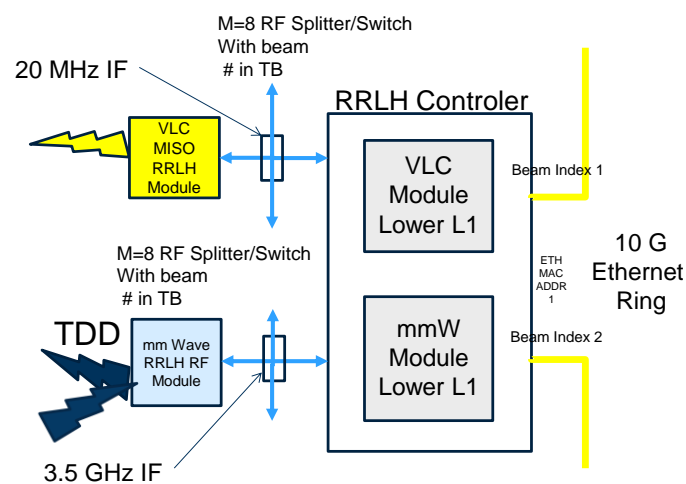 M=8 RF Splitter/Switch
With beam
# in TB
20 MHz IF
RRLH Controler
VLC
MISO
RRLH
Module
VLC
Module
Lower L1
Beam Index 1
M=8 RF Splitter/Switch
With beam
# in TB
ETH
MAC
ADDR
1
10 G
Ethernet
Ring
TDD
mm Wave
RRLH RF
Module
mmW
Module
Lower L1
Beam Index 2
3.5 GHz IF